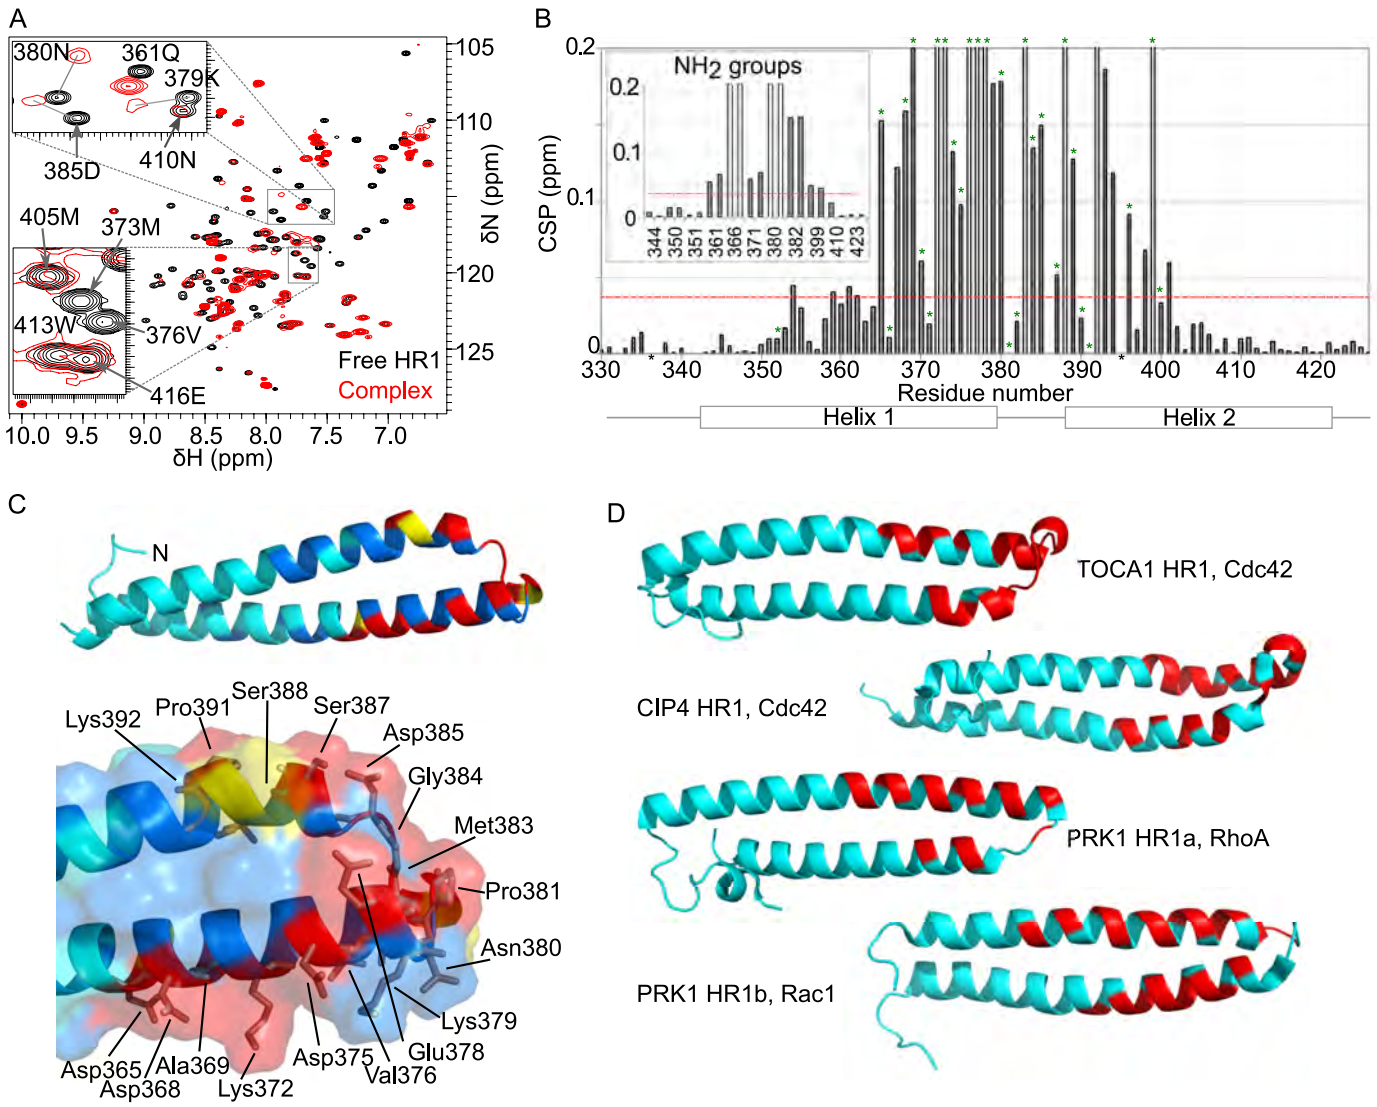 A
380N
361Q
379K
385D
410N
405M
373M
413W
376V
416E
Free HR1
Complex
105
110
115
120
125
δN (ppm)
10.0 9.5 9.0 8.5 8.0 7.5 7.0
δH (ppm)
B
0.2
0.1
0
CSP (ppm)
NH2 groups
0.2
0.1
0
344 350 351 361 366 371 380 382 399 410 423
330 340 350 360 370 380 390 400 410 420
Residue number
Helix 1
Helix 2
C
N
Ser388
Pro391
Ser387
Lys392
Asp385
Gly384
Met383
Pro381
Asn380
Lys379
Glu378
Val376
Asp375
Lys372
Ala369
Asp368
Asp365
D
TOCA1 HR1, Cdc42
CIP4 HR1, Cdc42
PRK1 HR1a, RhoA
PRK1 HR1b, Rac1